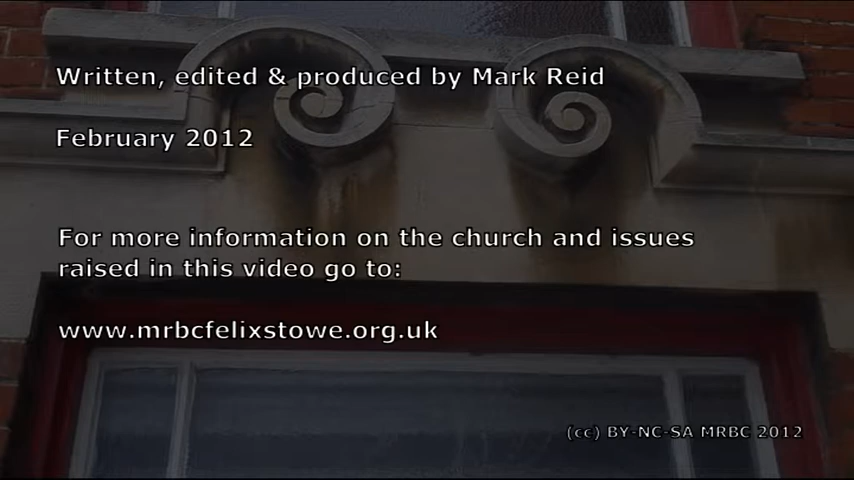 Written, edited & produced by Mark Reid
February 2012
For more information on the church and issues
raised in this video go to:
www.mrbcfelixstowe.org.uk
(cc) BY-NC-SA MRBC 2012